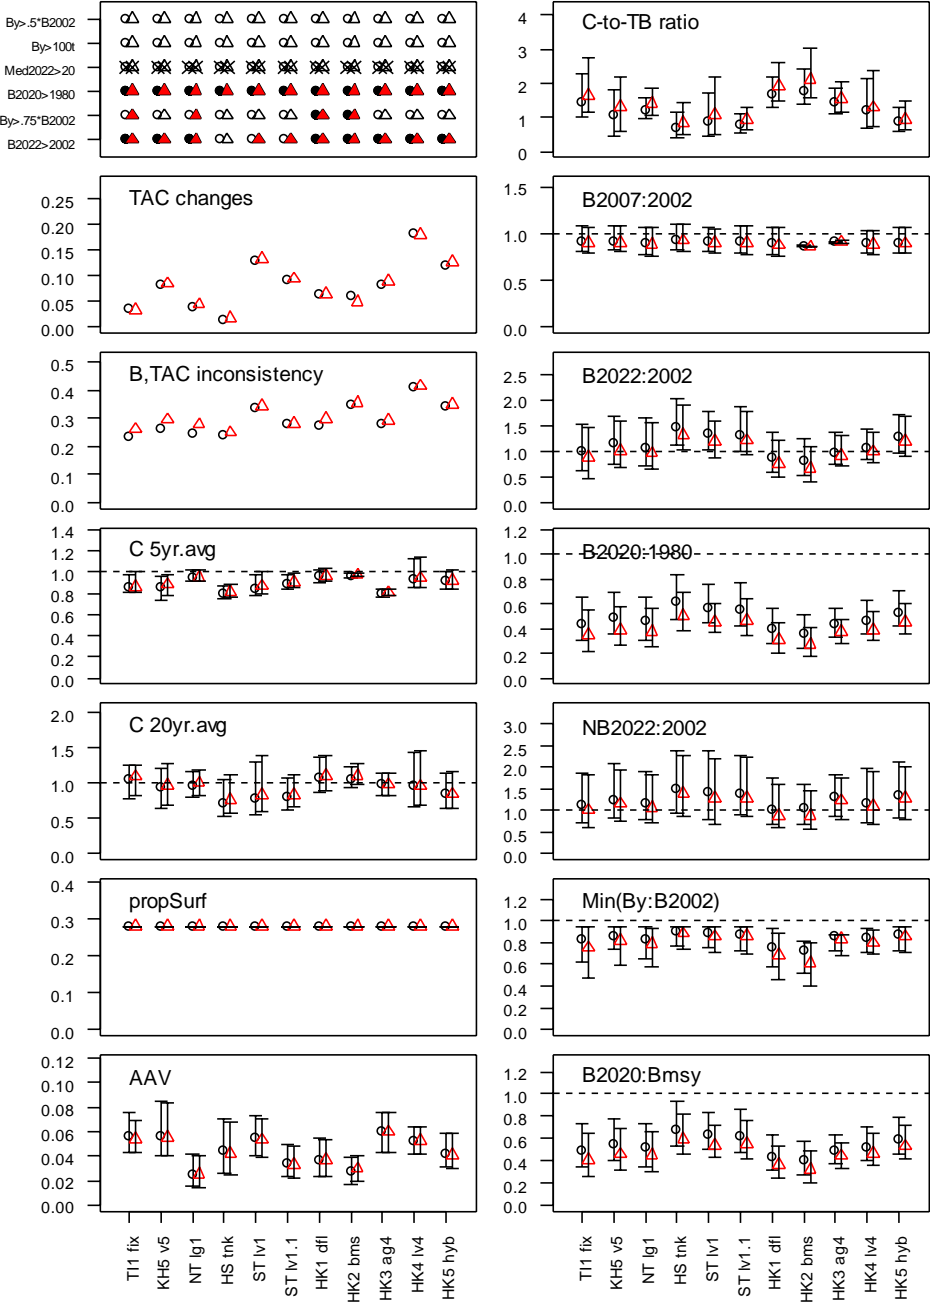 By>.5*B2002
By>100t
Med2022>20
B2020>1980
By>.75*B2002
B2022>2002
C-to-TB ratio
4
3
2
1
0
TAC changes
0.25
0.20
0.15
0.10
0.05
0.00
B2007:2002
1.5
1.0
0.5
0.0
B,TAC inconsistency
0.5
0.4
0.3
0.2
0.1
0.0
B2022:2002
2.5
2.0
1.5
1.0
0.5
0.0
C 5yr.avg
1.4
1.2
1.0
0.8
0.6
0.4
0.2
0.0
B2020:1980
1.2
1.0
0.8
0.6
0.4
0.2
0.0
C 20yr.avg
2.0
1.5
1.0
0.5
0.0
NB2022:2002
3.0
2.5
2.0
1.5
1.0
0.5
0.0
propSurf
0.4
0.3
0.2
0.1
0.0
Min(By:B2002)
1.2
1.0
0.8
0.6
0.4
0.2
0.0
AAV
0.12
0.10
0.08
0.06
0.04
0.02
0.00
B2020:Bmsy
1.2
1.0
0.8
0.6
0.4
0.2
0.0
TI1 fix
KH5 v5
NT lg1
HS tnk
ST lv1
ST lv1.1
HK1 dfl
HK2 bms
HK3 ag4
HK4 lv4
HK5 hyb
TI1 fix
KH5 v5
NT lg1
HS tnk
ST lv1
ST lv1.1
HK1 dfl
HK2 bms
HK3 ag4
HK4 lv4
HK5 hyb